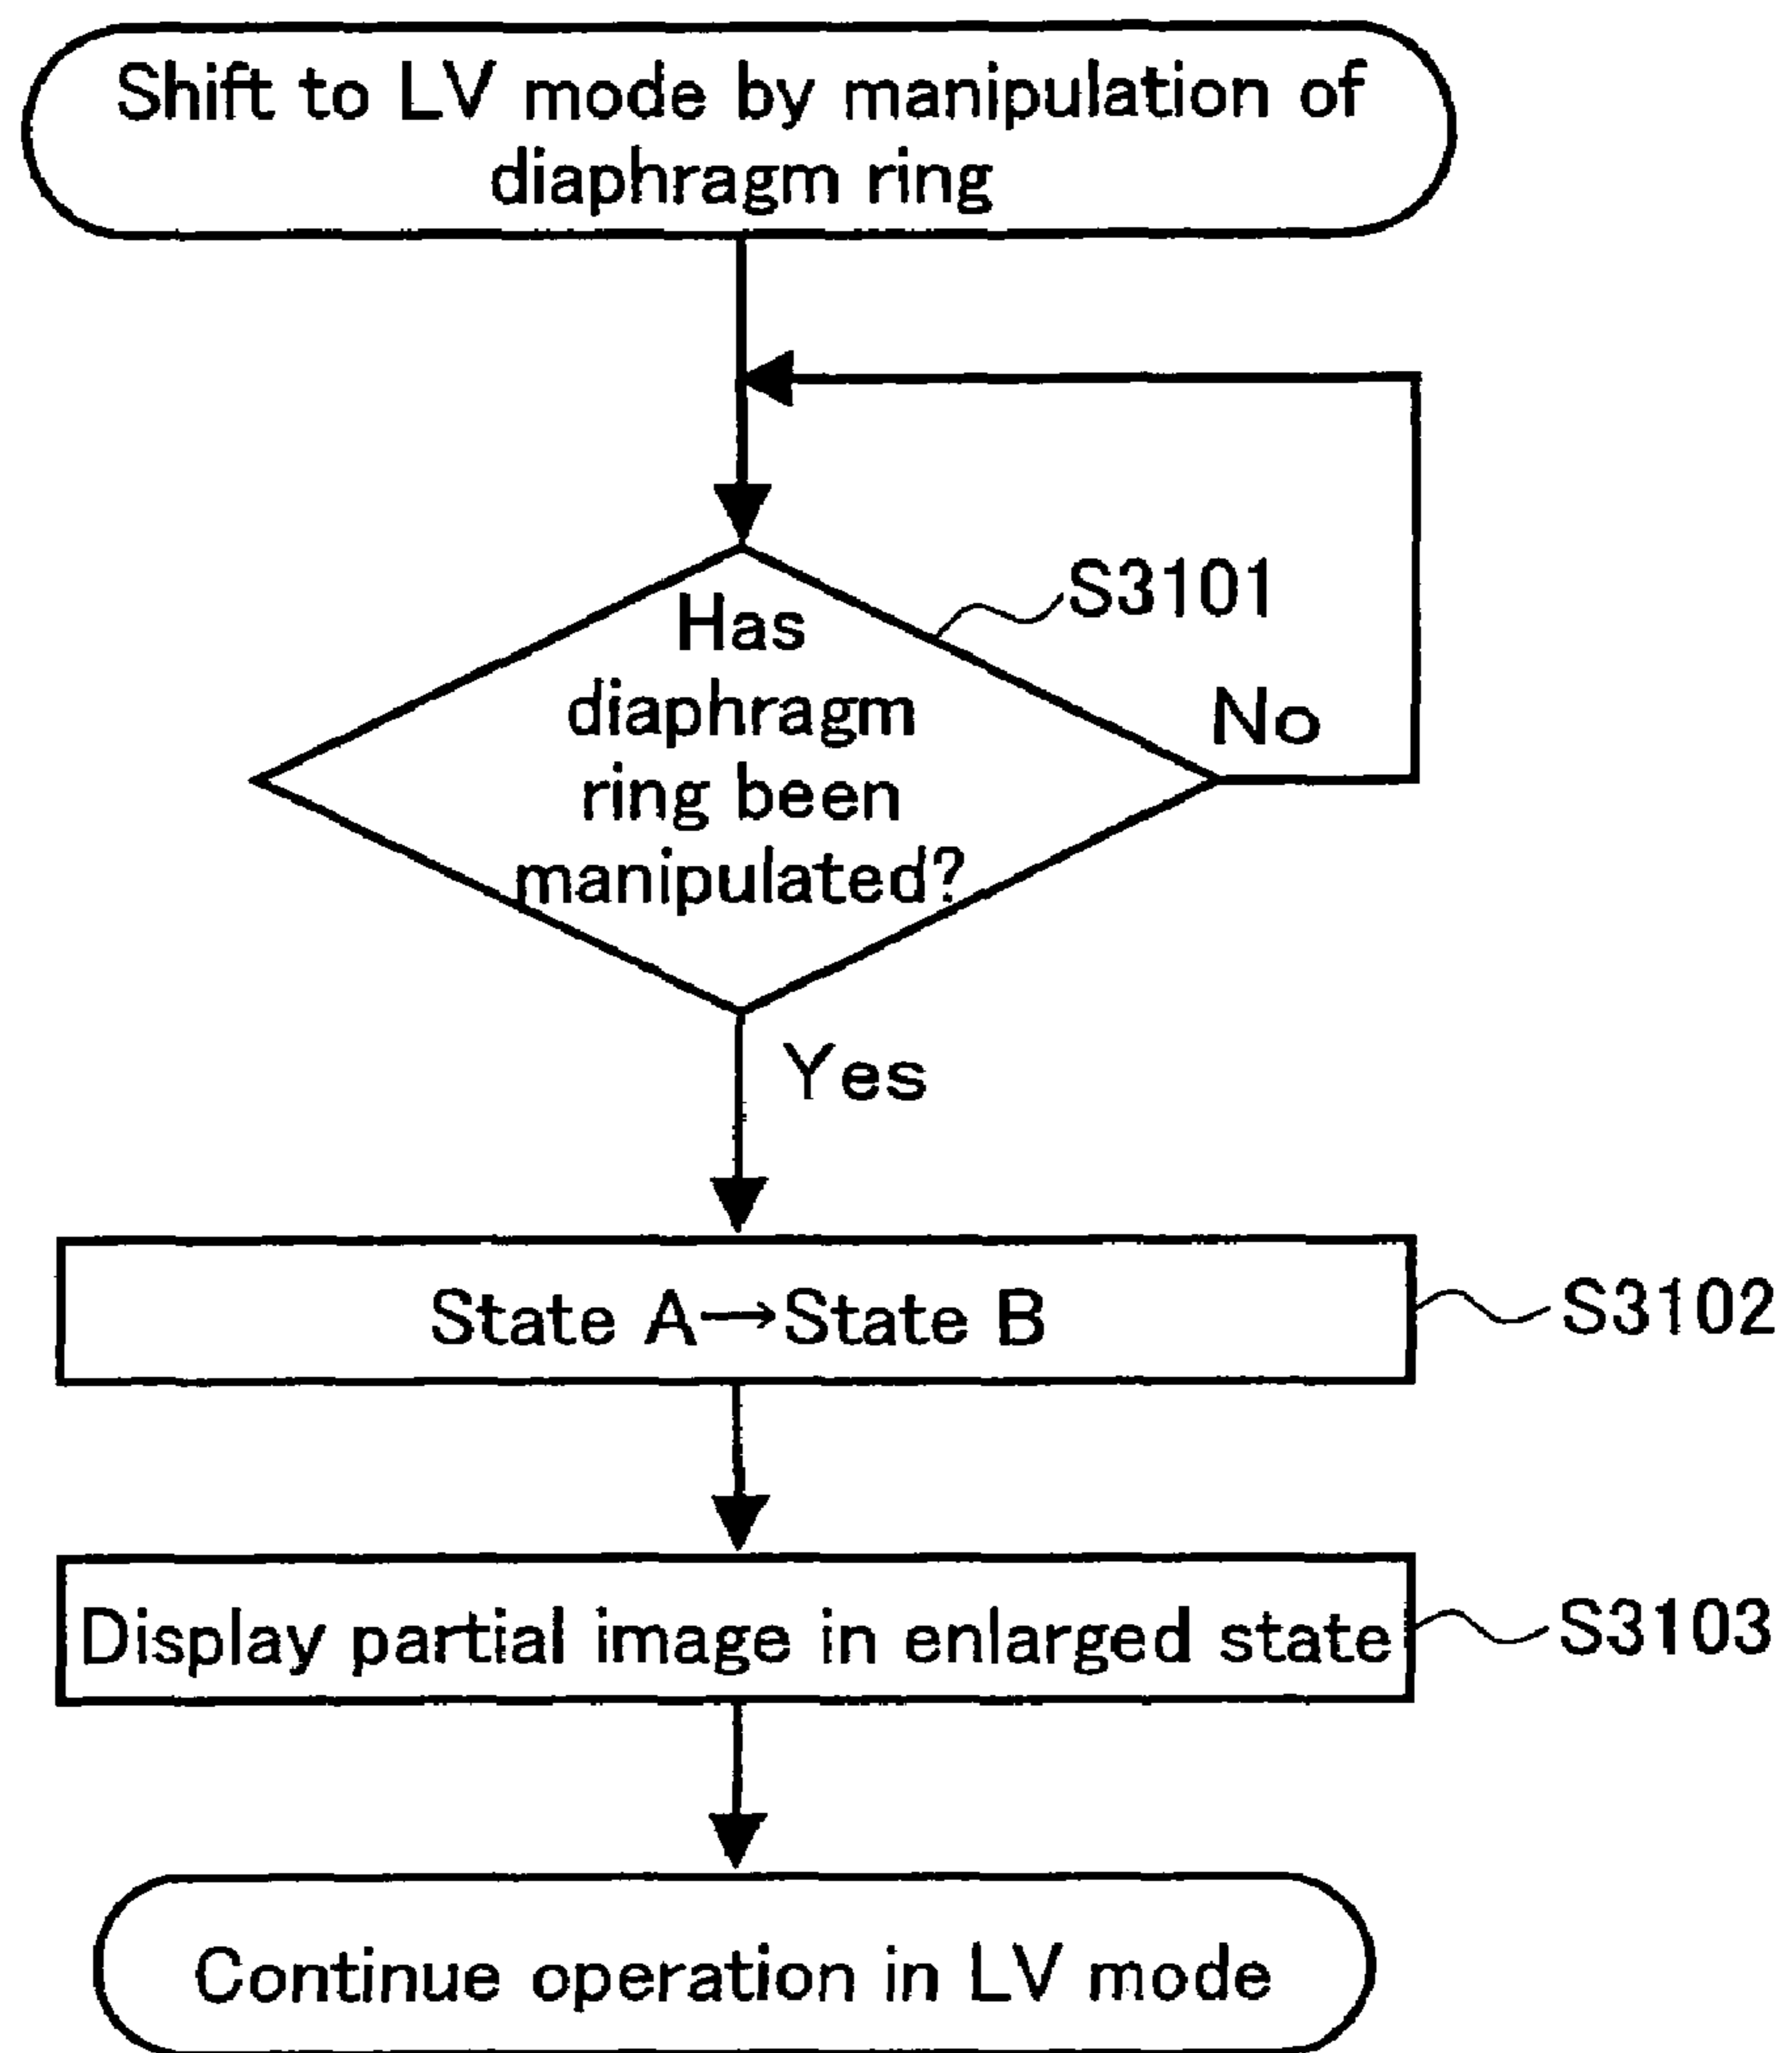 Shift to LV mode by manipulation of
diaphragm ring
S3101
Has
diaphragm
ring been
manipulated?
No
Yes
State A→State B
S3102
Display partial image in enlarged state
S3103
Continue operation in LV mode